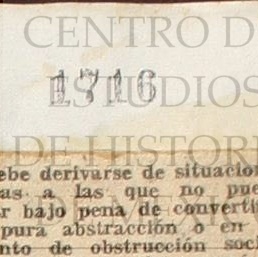 CENTRO D
1716
ESTUDIOS
DE HISTORI
ebe derivarse de situacion
as a las que no pue
r bajo pena de converti
pura abstracción o en
nto de obstrucción soc